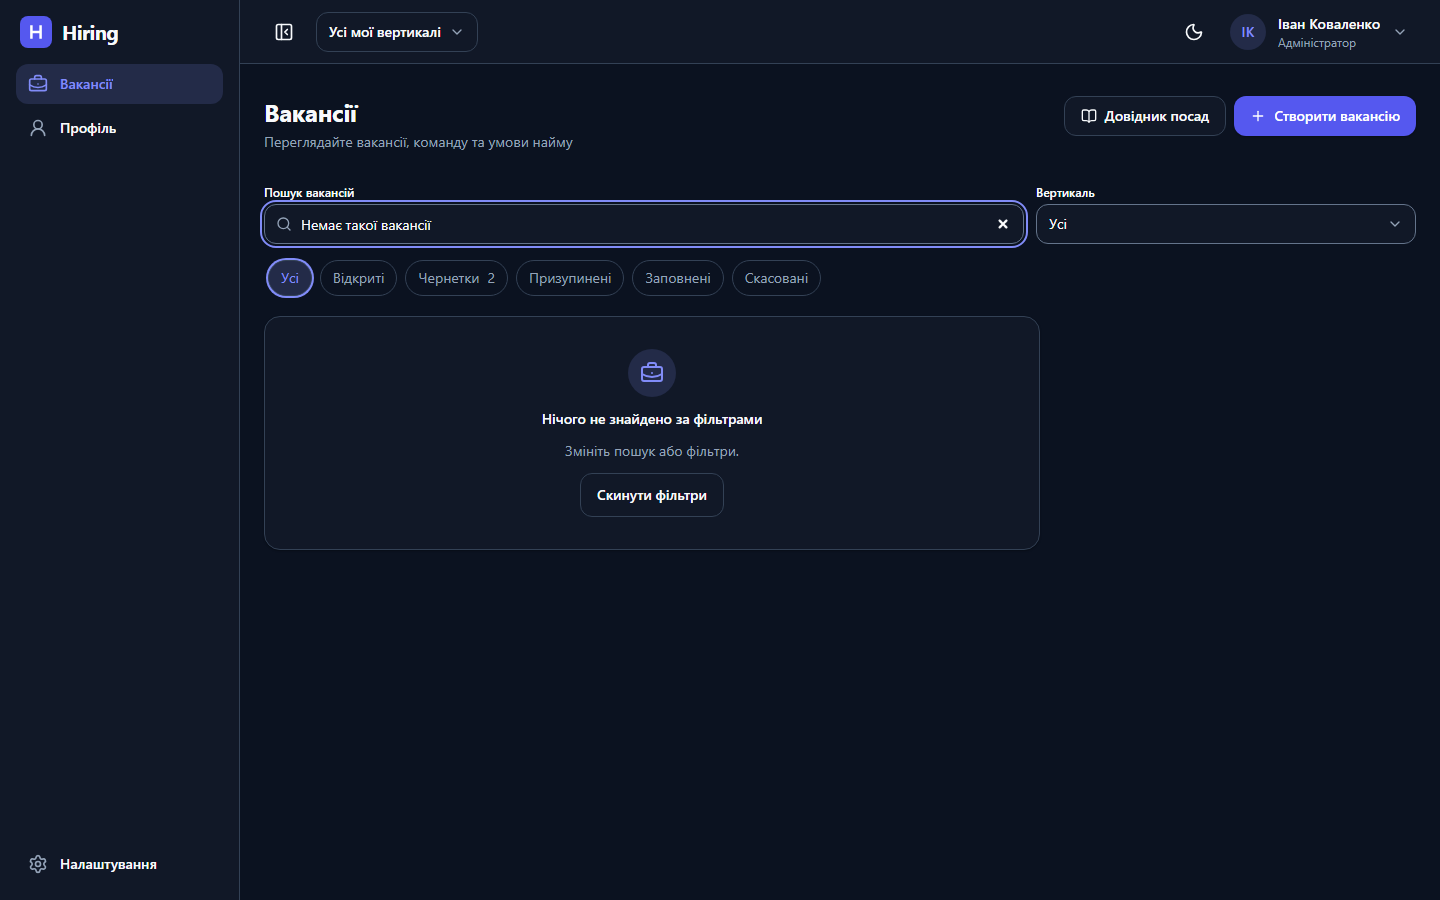 H Hiring
Усі мої вертикалі
ІК
Іван Коваленко
Адміністратор
Вакансії
Профіль
Налаштування
Вакансії
Переглядайте вакансії, команду та умови найму
Довідник посад
Створити вакансію
Пошук вакансій
Немає такої вакансії
Вертикаль
Усі
Усі
Відкриті
Чернетки 2
Призупинені
Заповнені
Скасовані
Нічого не знайдено за фільтрами
Змініть пошук або фільтри.
Скинути фільтри